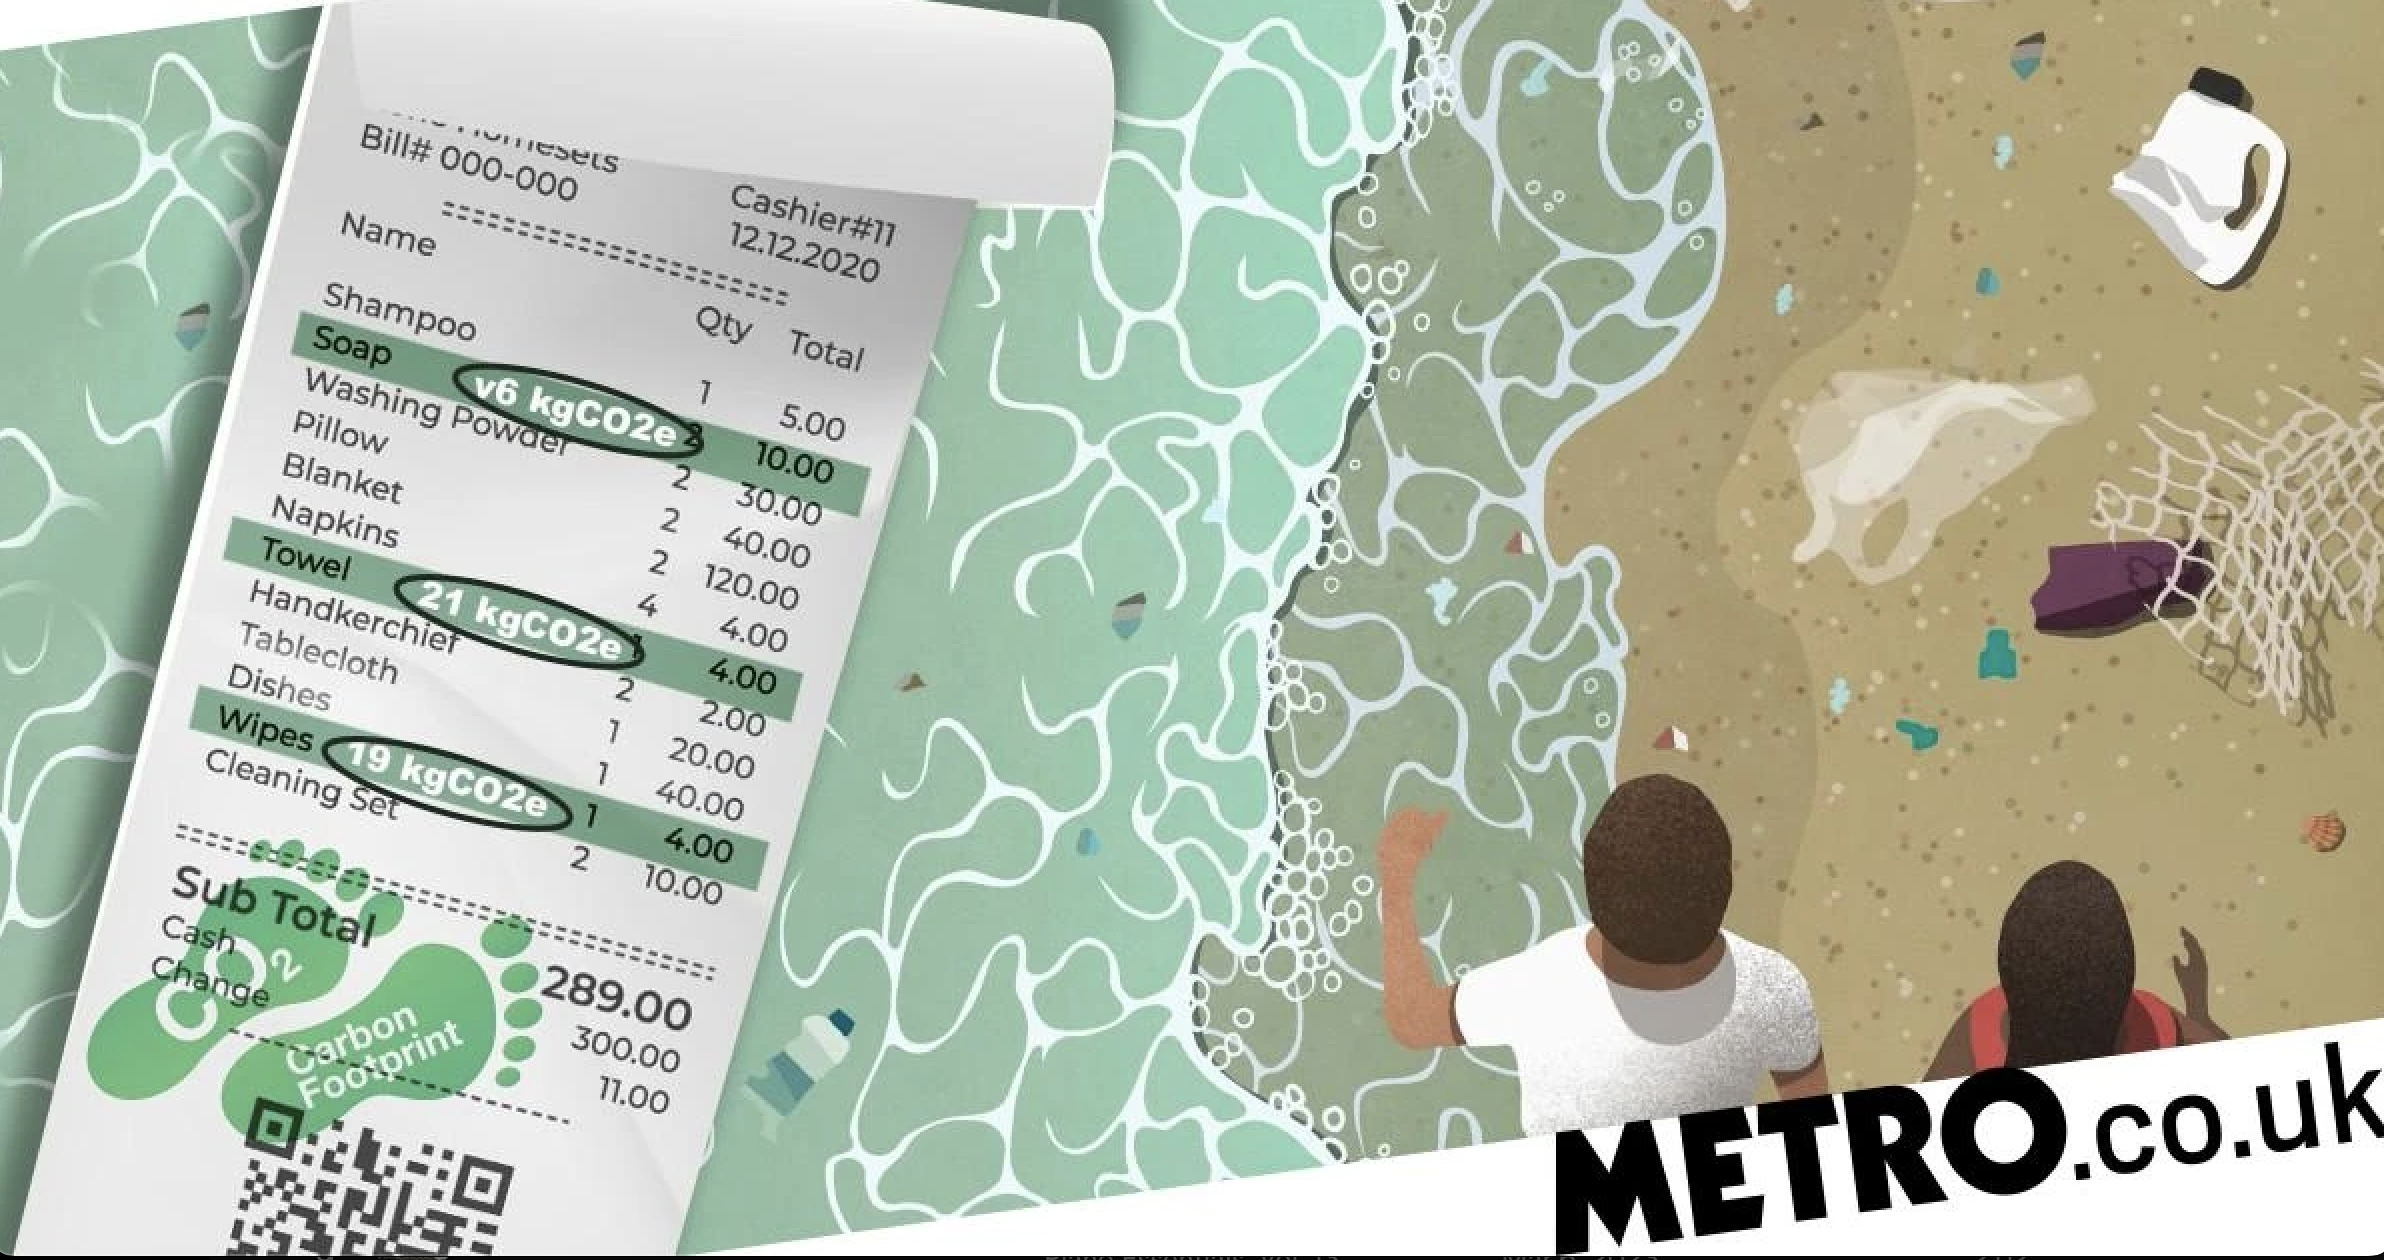 Homesets
Bill# 000-000
Cashier#11
12.12.2020
Name Qty Total
Shampoo 1 5.00
Soap v6 kgCO2e 2 10.00
Washing Powder 2 30.00
Pillow 2 40.00
Blanket 2 120.00
Napkins 4 4.00
Towel 21 kgCO2e 1 4.00
Handkerchief 2 2.00
Tablecloth 1 20.00
Dishes 1 40.00
Wipes 19 kgCO2e 1 4.00
Cleaning Set 2 10.00
Sub Total 289.00
Cash 300.00
Change 11.00
CO2
Carbon
Footprint
METRO.co.uk